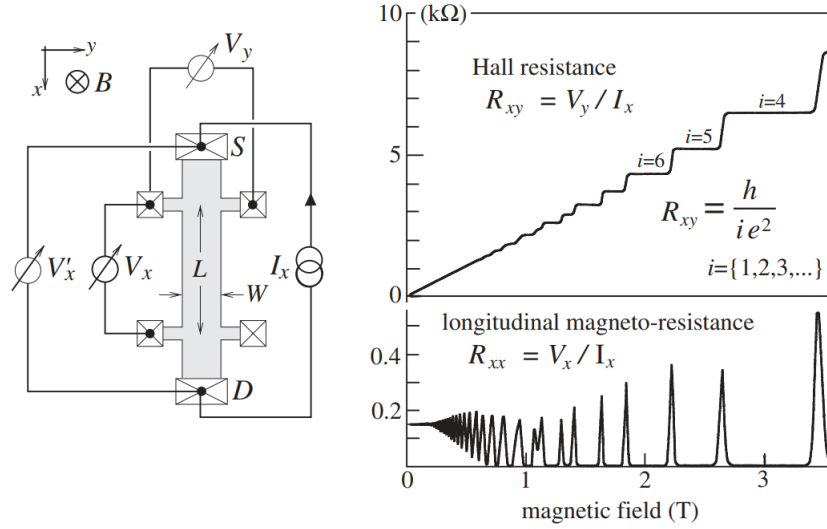 y
x
B
V_y
S
V'_x
V_x
L
I_x
W
D
10
(kΩ)
Hall resistance
R_xy = V_y / I_x
i=4
i=5
5
i=6
R_xy = h / ie²
i={1,2,3,...}
0
longitudinal magneto-resistance
R_xx = V_x / I_x
0.4
0.2
0 1 2 3
magnetic field (T)